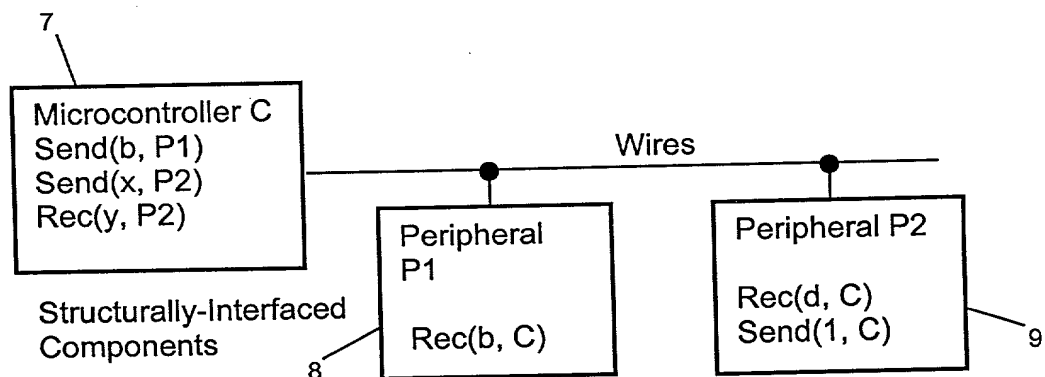 7
Microcontroller C
Send(b, P1)
Send(x, P2)
Rec(y, P2)
Wires
Peripheral
P1
Rec(b, C)
Peripheral P2
Rec(d, C)
Send(1, C)
Structurally-Interfaced
Components
8
9